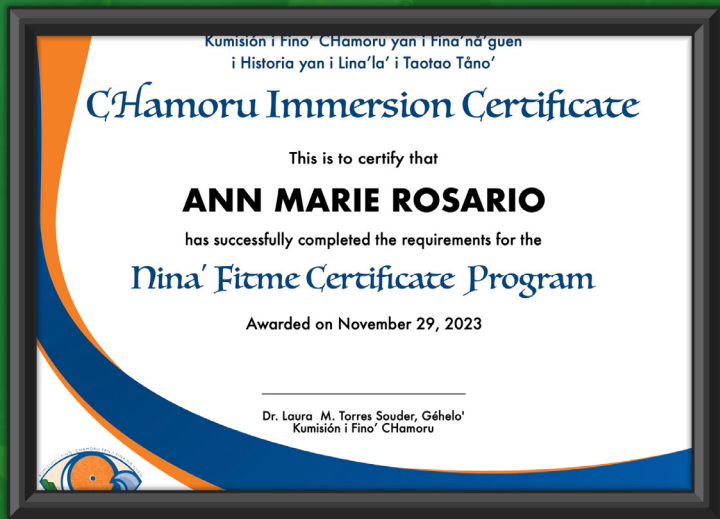 Kumisión i Fino' CHamoru yan i Fina'nå'guen
i Historia yan i Lina'la' i Taotao Tåno'
CHamoru Immersion Certificate
This is to certify that
ANN MARIE ROSARIO
has successfully completed the requirements for the
Nina' Fitme Certificate Program
Awarded on November 29, 2023
Dr. Laura M. Torres Souder, Géhelo'
Kumisión i Fino' CHamoru